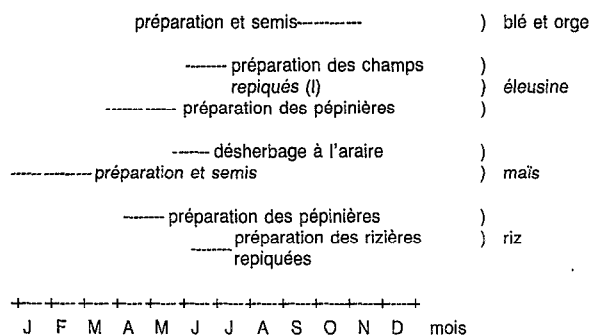 préparation et semis--------- ) blé et orge
------- préparation des champs )
repiqués (l) ) éleusine
---------- préparation des pépinières )
------ désherbage à l'araire )
------------préparation et semis ) maïs
------- préparation des pépinières )
------ préparation des rizières ) riz
repiquées
+----+----+----+----+----+----+----+----+----+----+----+----+
J F M A M J J A S O N D mois